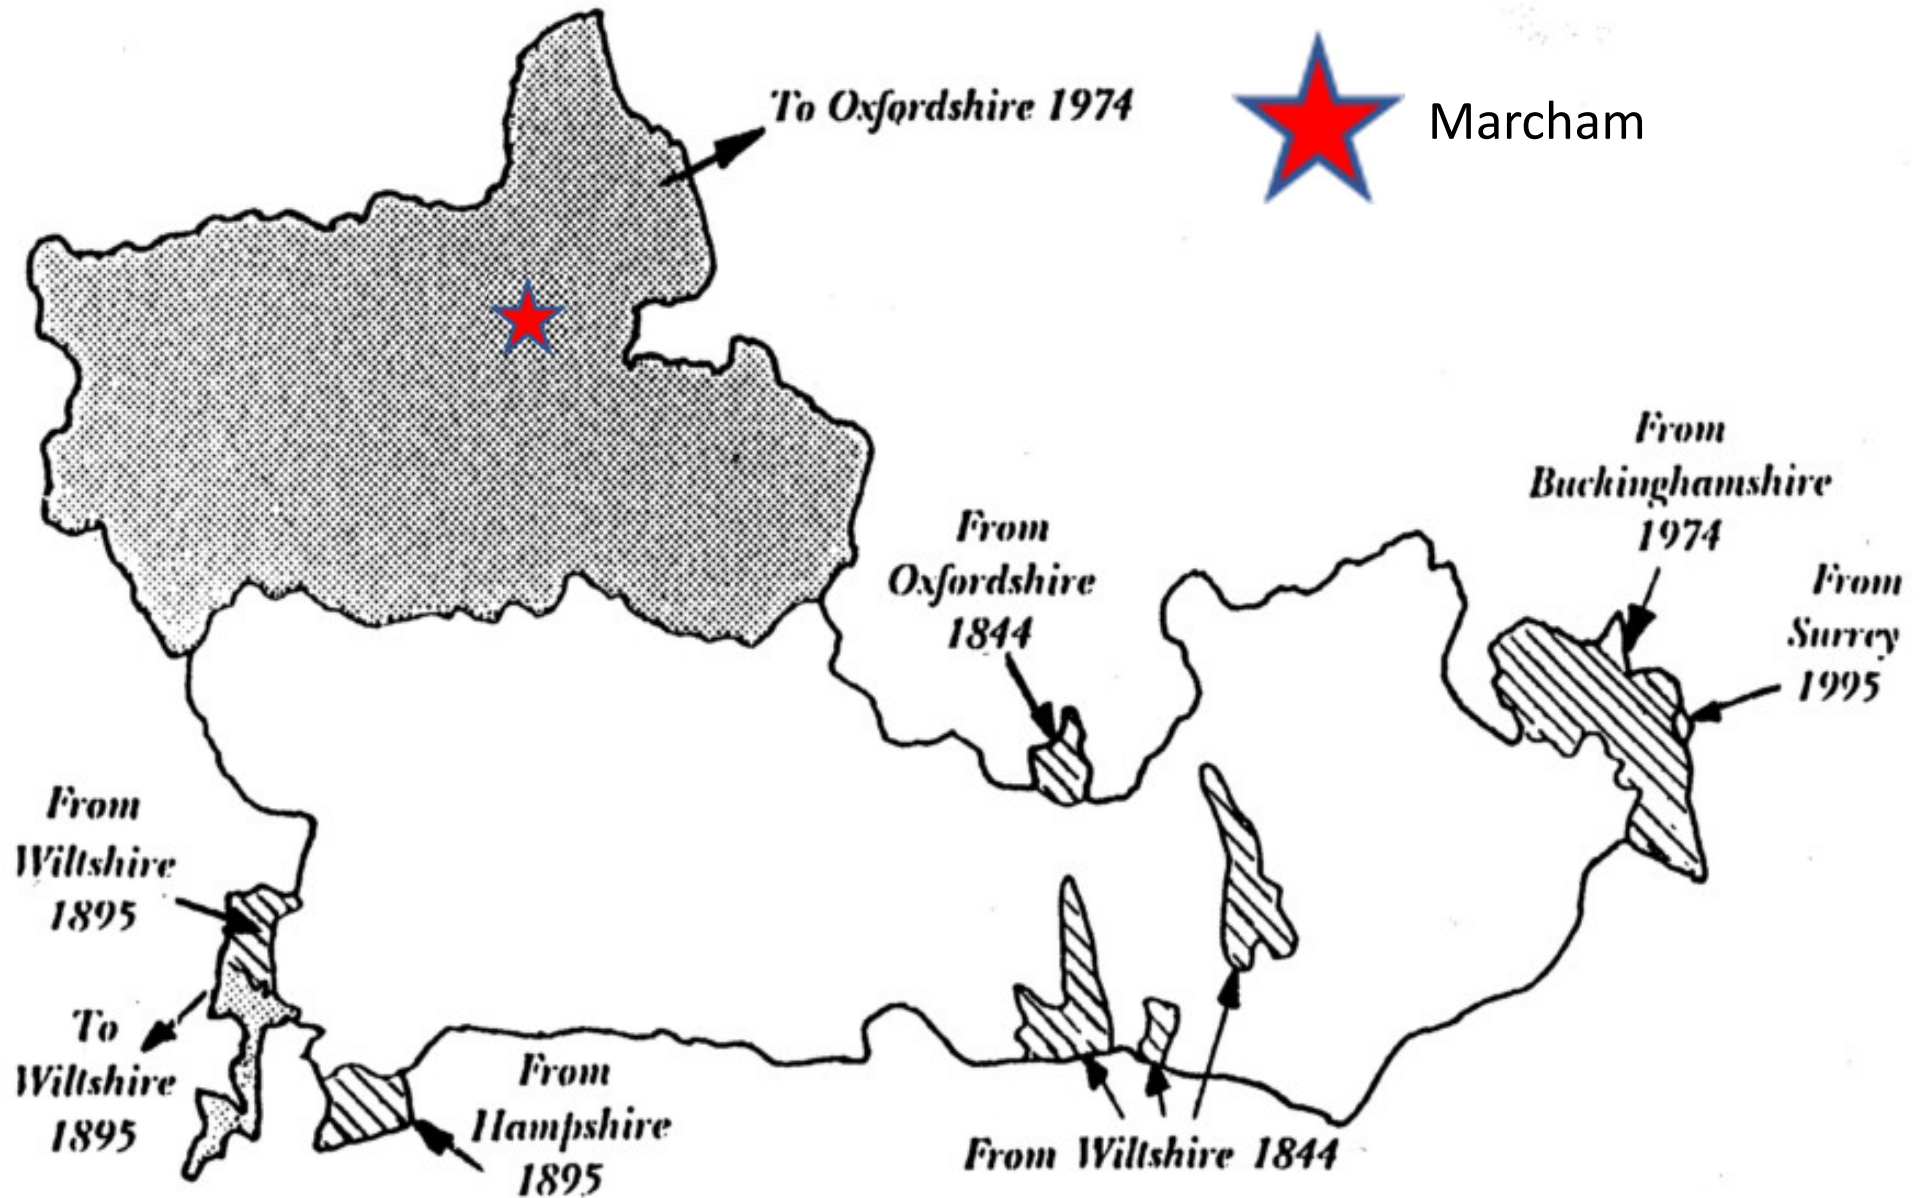 To Oxfordshire 1974
Marcham
From
Buckinghamshire
1974
From
Oxfordshire
1844
From
Surrey
1995
From
Wiltshire
1895
To
Wiltshire
1895
From
Hampshire
1895
From Wiltshire 1844